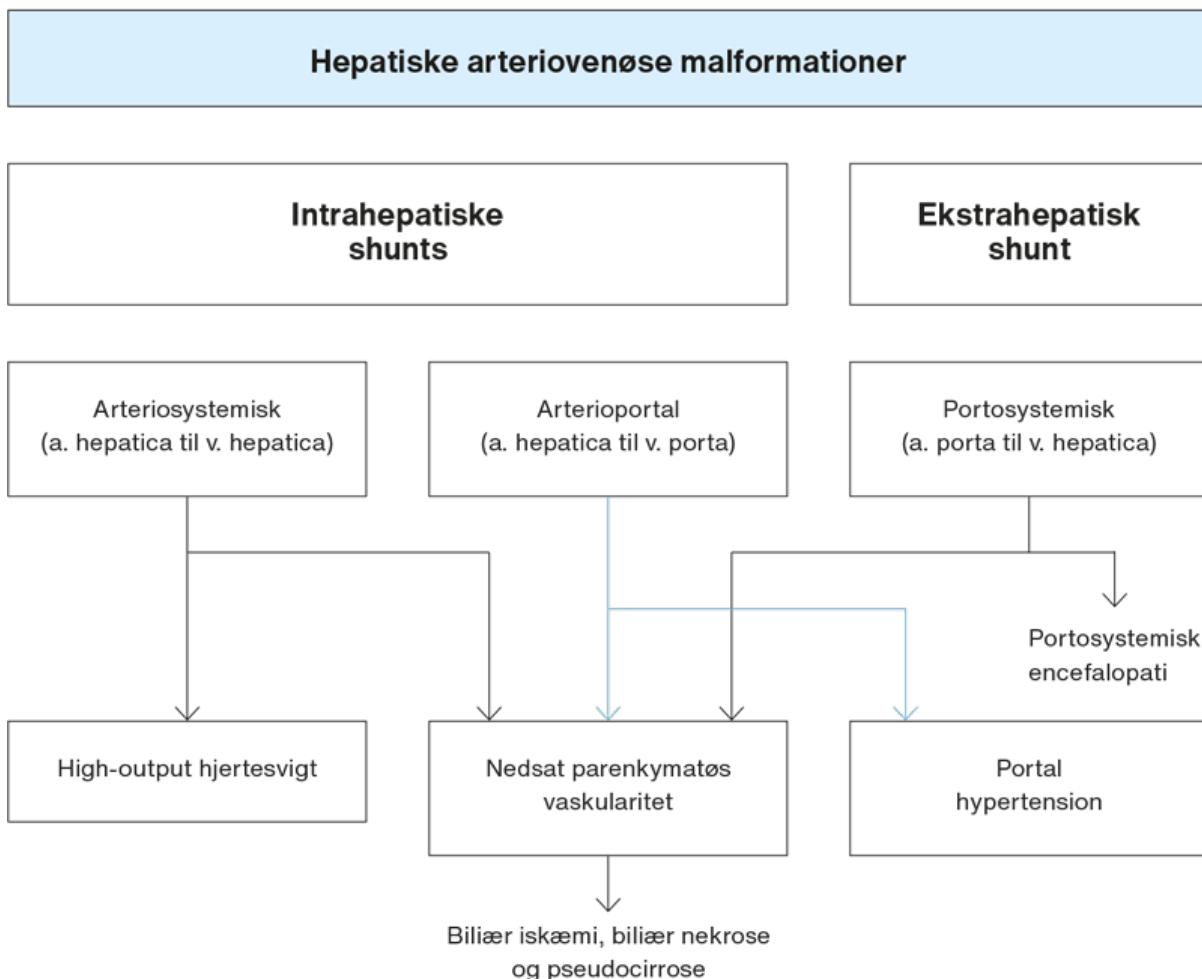 Hepatiske arteriovenøse malformationer
Intrahepatiske
shunts
Ekstrahepatisk
shunt
Arteriosystemisk
(a. hepatica til v. hepatica)
Arterioportal
(a. hepatica til v. porta)
Portosystemisk
(a. porta til v. hepatica)
Portosystemisk
encefalopati
High-output hjertesvigt
Nedsat parenkymatøs
vaskularitet
Portal
hypertension
Biliær iskæmi, biliær nekrose
og pseudocirrose